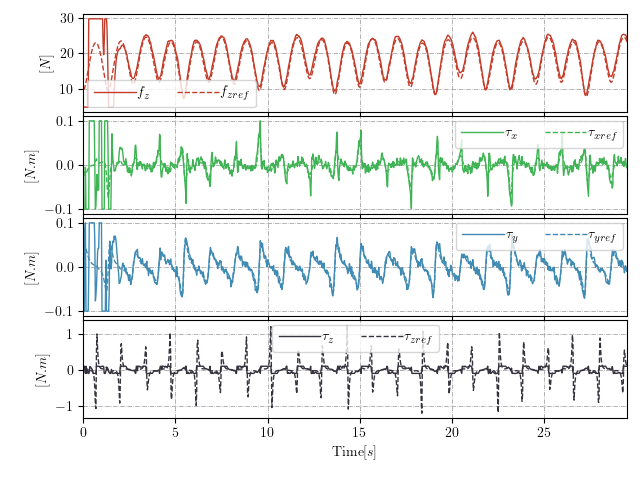 30
20
10
[N]
f_z f_zref
0.1
0.0
−0.1
[N.m]
τ_x τ_xref
0.1
0.0
−0.1
[N.m]
τ_y τ_yref
1
0
−1
[N.m]
τ_z τ_zref
0 5 10 15 20 25
Time[s]